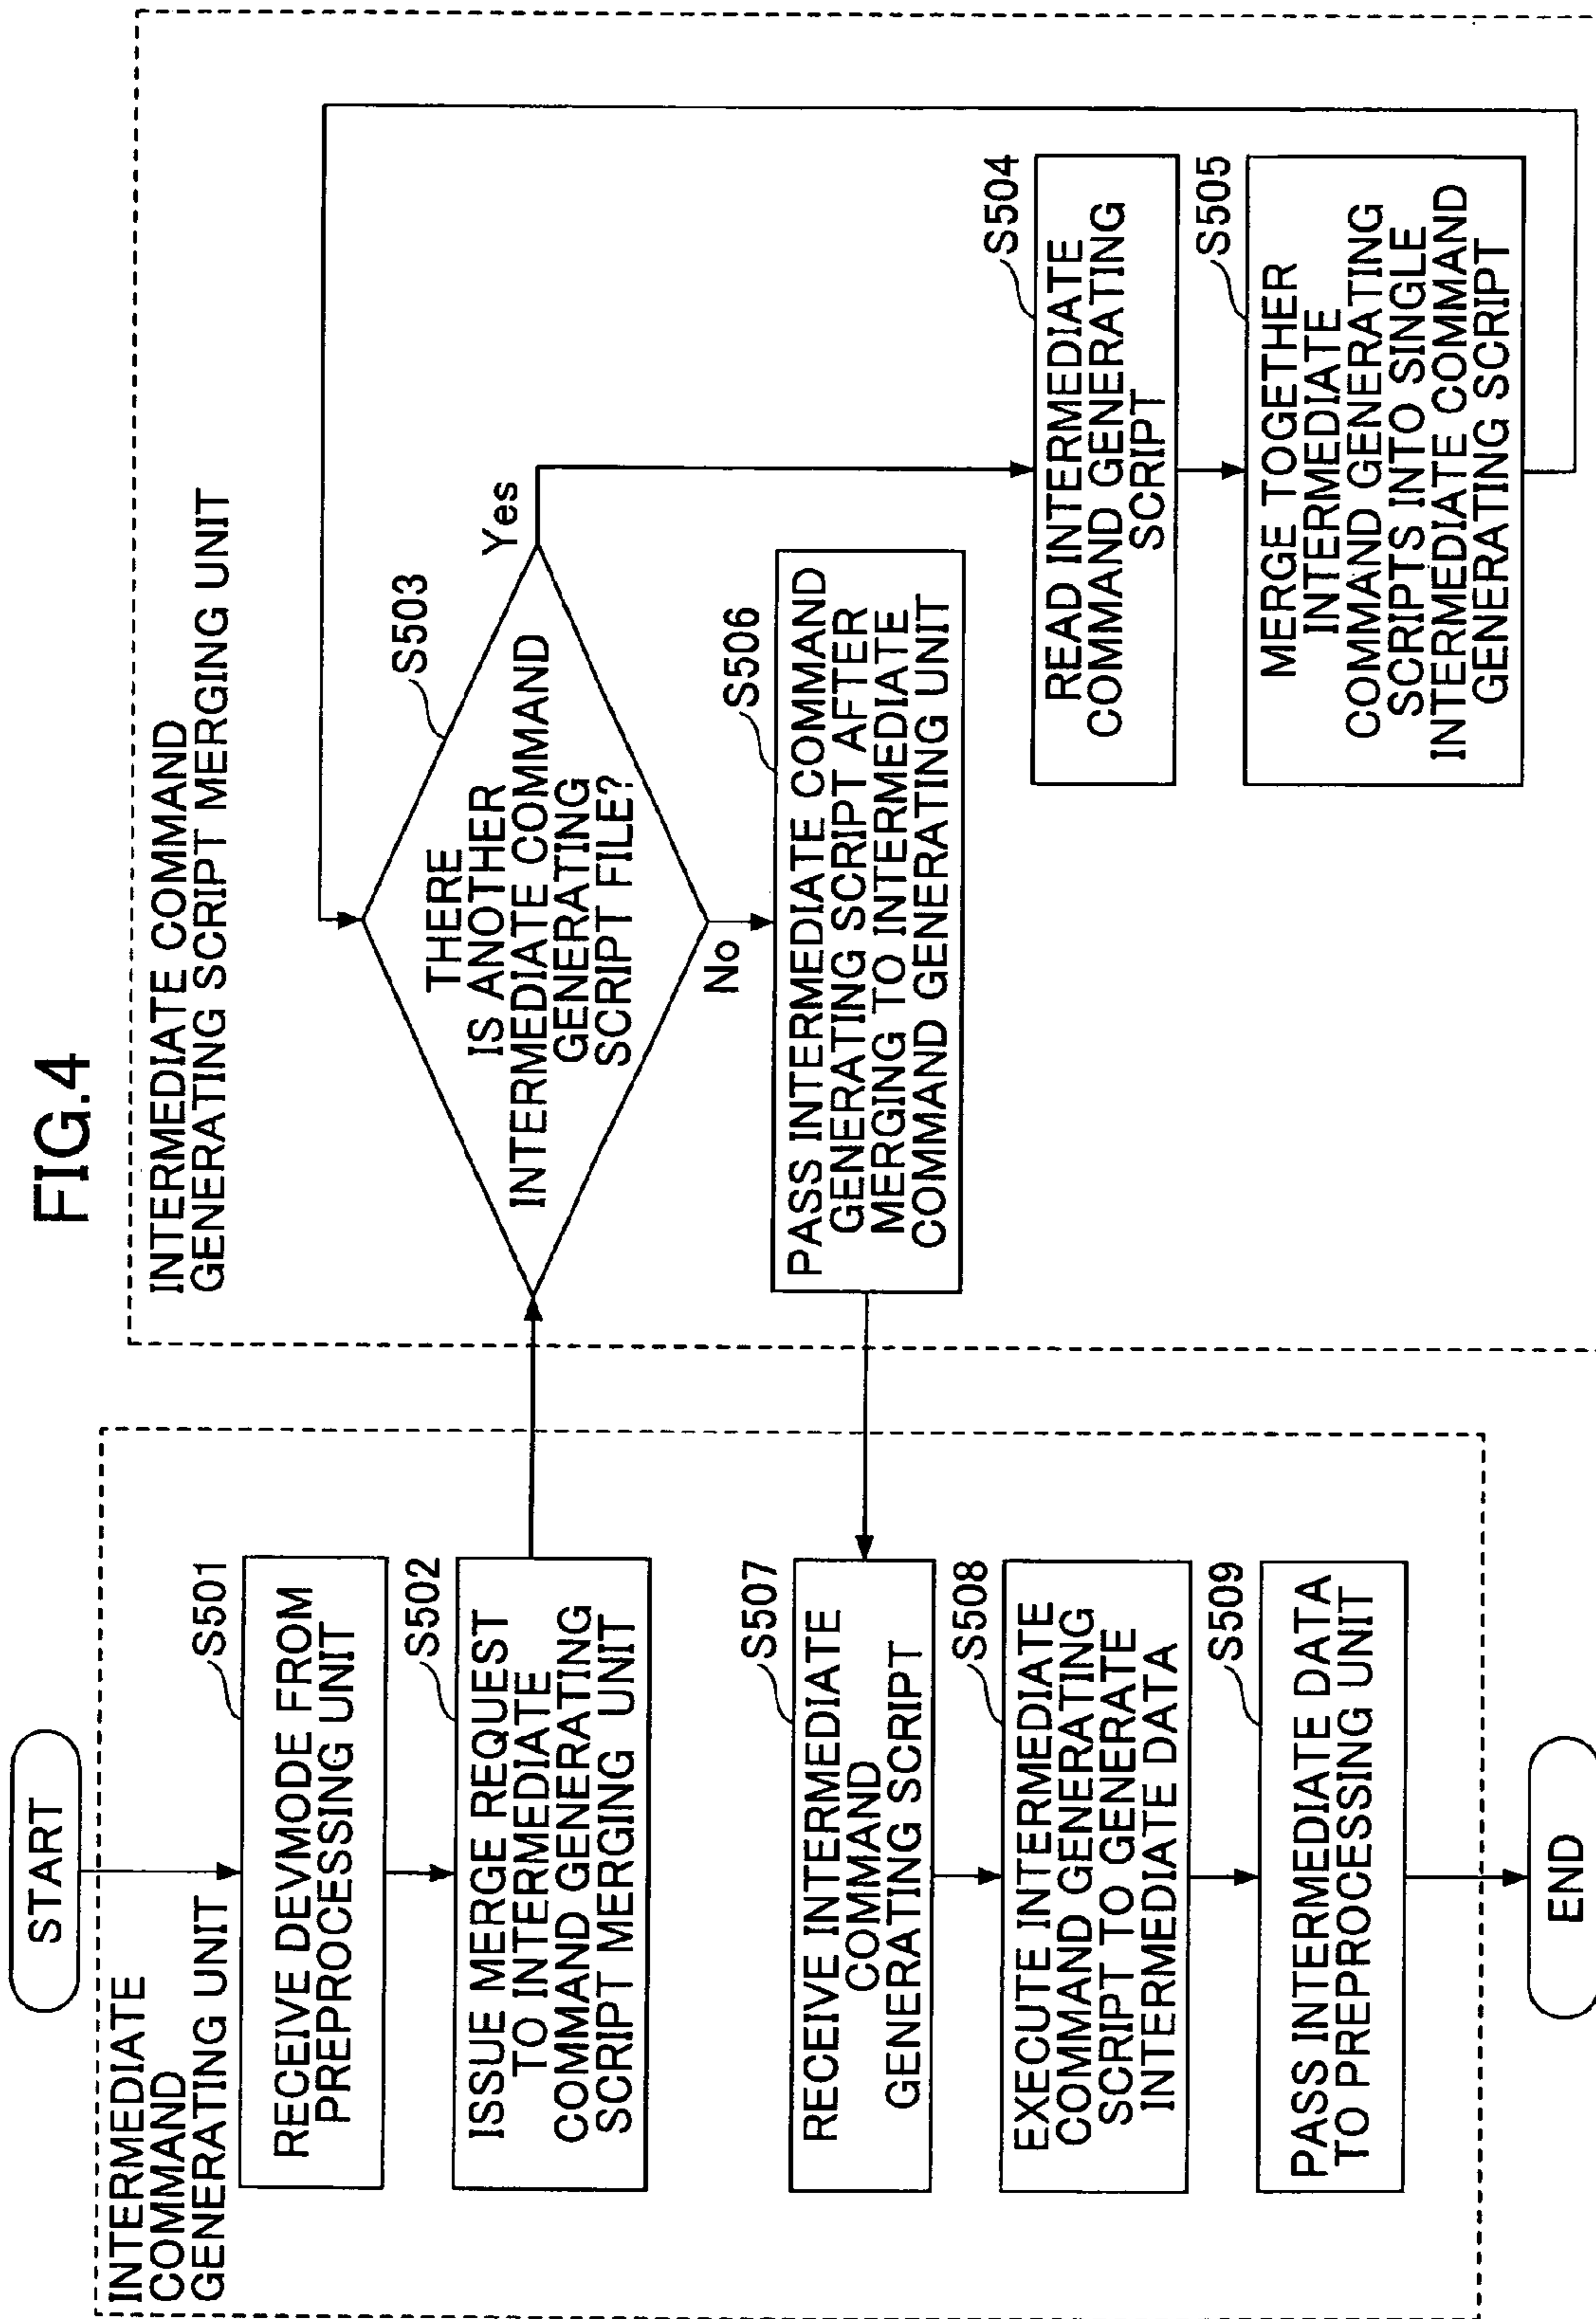 FIG.4
START
INTERMEDIATE
COMMAND
GENERATING UNIT
S501
RECEIVE DEVMODE FROM
PREPROCESSING UNIT
S502
ISSUE MERGE REQUEST
TO INTERMEDIATE
COMMAND GENERATING
SCRIPT MERGING UNIT
INTERMEDIATE COMMAND
GENERATING SCRIPT MERGING UNIT
S503
THERE
IS ANOTHER
INTERMEDIATE COMMAND
GENERATING
SCRIPT FILE?
Yes
No
S504
READ INTERMEDIATE
COMMAND GENERATING
SCRIPT
S505
MERGE TOGETHER
INTERMEDIATE
COMMAND GENERATING
SCRIPTS INTO SINGLE
INTERMEDIATE COMMAND
GENERATING SCRIPT
S506
PASS INTERMEDIATE COMMAND
GENERATING SCRIPT AFTER
MERGING TO INTERMEDIATE
COMMAND GENERATING UNIT
S507
RECEIVE INTERMEDIATE
COMMAND
GENERATING SCRIPT
S508
EXECUTE INTERMEDIATE
COMMAND GENERATING
SCRIPT TO GENERATE
INTERMEDIATE DATA
S509
PASS INTERMEDIATE DATA
TO PREPROCESSING UNIT
END